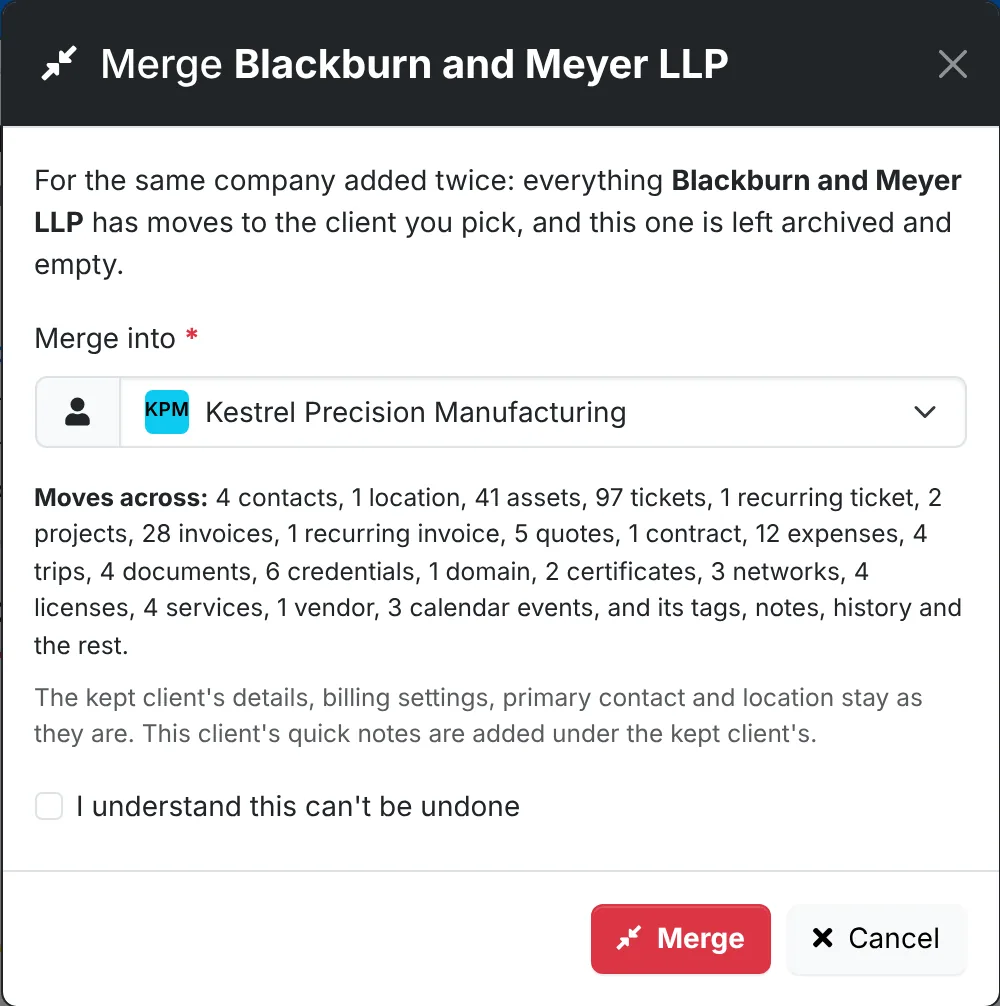 Merge Blackburn and Meyer LLP
For the same company added twice: everything Blackburn and Meyer
LLP has moves to the client you pick, and this one is left archived and
empty.
Merge into *
KPM Kestrel Precision Manufacturing
Moves across: 4 contacts, 1 location, 41 assets, 97 tickets, 1 recurring ticket, 2
projects, 28 invoices, 1 recurring invoice, 5 quotes, 1 contract, 12 expenses, 4
trips, 4 documents, 6 credentials, 1 domain, 2 certificates, 3 networks, 4
licenses, 4 services, 1 vendor, 3 calendar events, and its tags, notes, history and
the rest.
The kept client's details, billing settings, primary contact and location stay as
they are. This client's quick notes are added under the kept client's.
I understand this can't be undone
Merge
Cancel